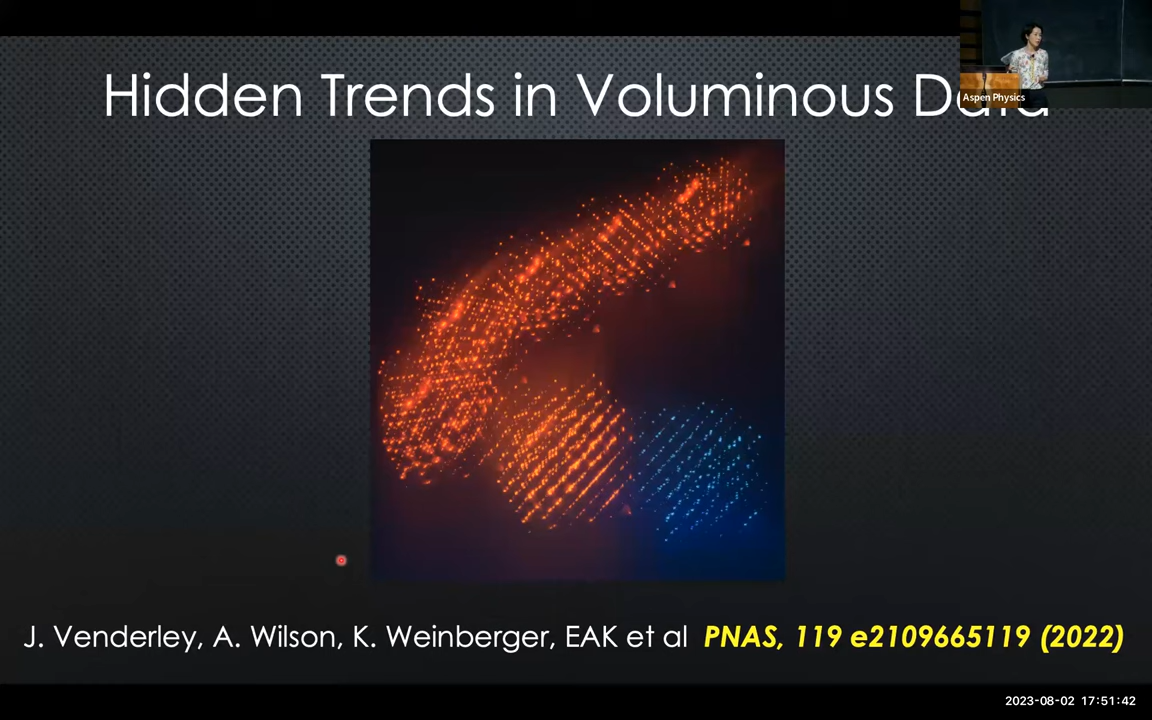 Hidden Trends in Voluminous Data
Aspen Physics
J. Venderley, A. Wilson, K. Weinberger, EAK et al PNAS, 119 e2109665119 (2022)
2023-08-02 17:51:42